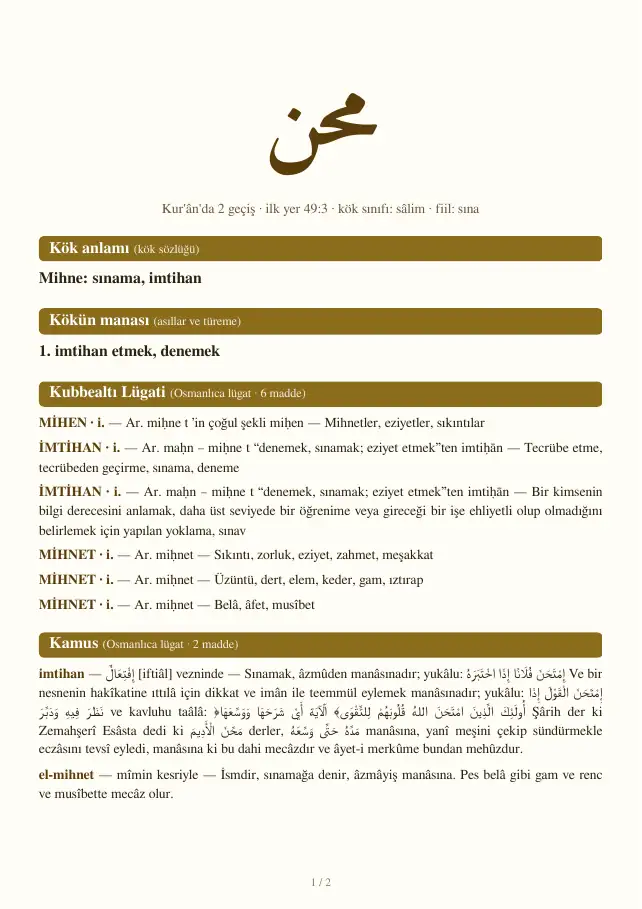 محن
Kur'ân'da 2 geçiş · ilk yer 49:3 · kök sınıfı: sâlim · fiil: sına
Kök anlamı (kök sözlüğü)
Mihne: sınama, imtihan
Kökün manası (asıllar ve türeme)
1. imtihan etmek, denemek
Kubbealtı Lügati (Osmanlıca lügat · 6 madde)
MİHEN · i. — Ar. miḥne t ’in çoğul şekli miḥen — Mihnetler, eziyetler, sıkıntılar
İMTİHAN · i. — Ar. maḥn – miḥne t “denemek, sınamak; eziyet etmek”ten imtiḥān — Tecrübe etme,
tecrübeden geçirme, sınama, deneme
İMTİHAN · i. — Ar. maḥn – miḥne t “denemek, sınamak; eziyet etmek”ten imtiḥān — Bir kimsenin
bilgi derecesini anlamak, daha üst seviyede bir öğrenime veya gireceği bir işe ehliyetli olup olmadığını
belirlemek için yapılan yoklama, sınav
MİHNET · i. — Ar. miḥnet — Sıkıntı, zorluk, eziyet, zahmet, meşakkat
MİHNET · i. — Ar. miḥnet — Üzüntü, dert, elem, keder, gam, ıztırap
MİHNET · i. — Ar. miḥnet — Belâ, âfet, musîbet
Kamus (Osmanlıca lügat · 2 madde)
imtihan — إِفْتِعَالٌ [iftiâl] vezninde — Sınamak, âzmûden manâsınadır; yukâlu: إِمْتَحَنَ فُلَانًا إِذَا اخْتَبَرَهُ Ve bir
nesnenin hakîkatine ıttılâ için dikkat ve imân ile teemmül eylemek manâsınadır; yukâlu: إِمْتَحَنَ الْقَوْلَ إِذَا
نَظَرَ فِيهِ وَدَبَّرَ ve kavluhu taâlâ: ﴿أُولَئِكَ الَّذِينَ امْتَحَنَ اللهُ قُلُوبَهُمْ لِلتَّقْوَى﴾ اَلْآيَةَ أَيْ شَرَحَهَا وَوَسَّعَهَا Şârih der ki
Zemahşerî Esâsta dedi ki مَحَنَ الْأَدِيمَ derler, مَدَّهُ حَتَّى وَسَّعَهُ manâsına, yanî meşini çekip sündürmekle
eczâsını tevsî eyledi, manâsına ki bu dahi mecâzdır ve âyet-i merkûme bundan mehûzdur.
el-mihnet — mîmin kesriyle — İsmdir, sınamağa denir, âzmâyiş manâsına. Pes belâ gibi gam ve renc
ve musîbette mecâz olur.
1 / 2